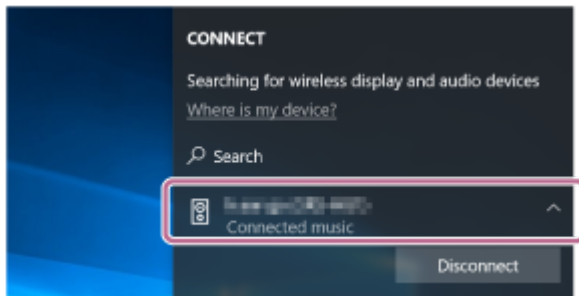 CONNECT
Searching for wireless display and audio devices
Where is my device?
Search
Connected music
Disconnect